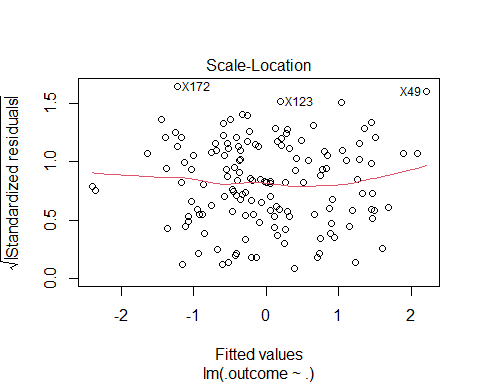 Scale-Location
√|Standardized residuals|
0.0 0.5 1.0 1.5
X172
X123
X49
-2 -1 0 1 2
Fitted values
lm(.outcome ~ .)